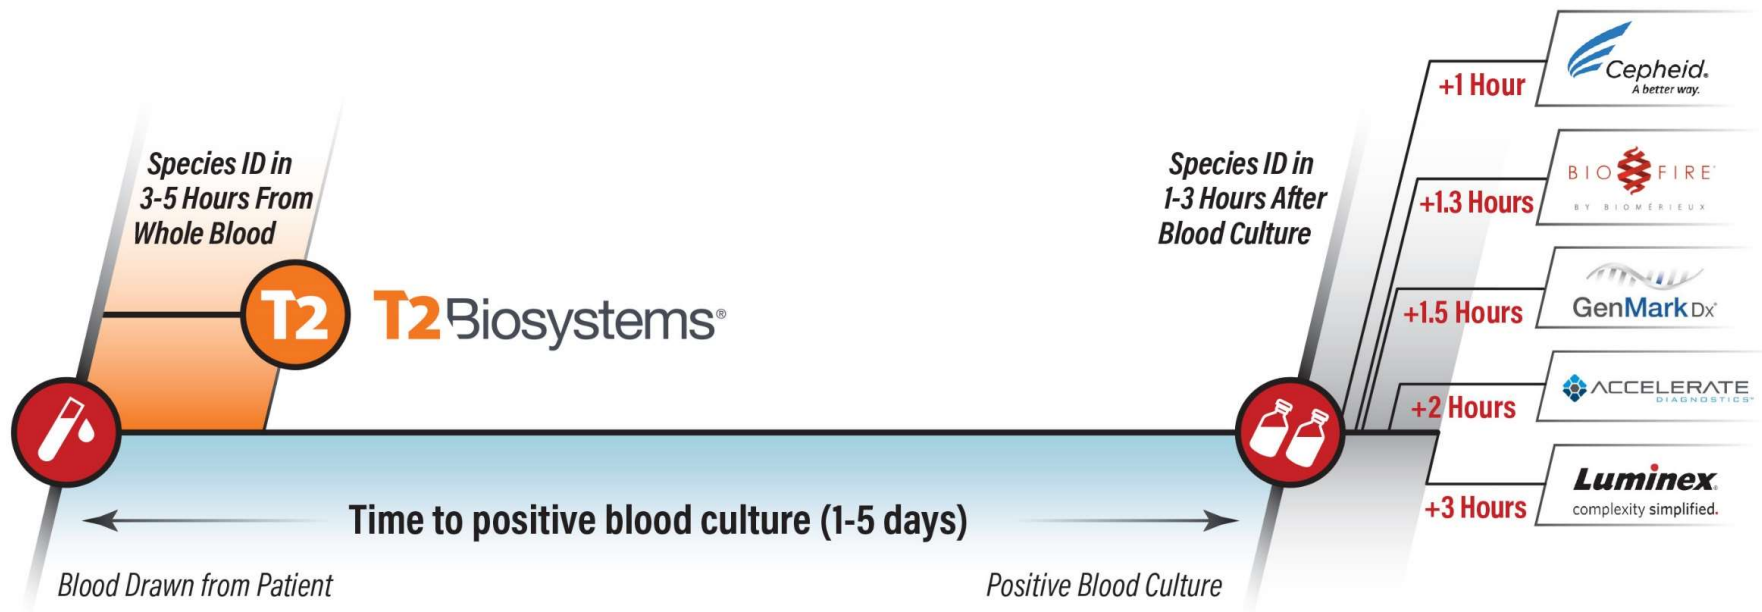 Species ID in
3-5 Hours From
Whole Blood
T2
T2Biosystems®
Species ID in
1-3 Hours After
Blood Culture
+1 Hour
Cepheid®
A better way.
+1.3 Hours
BIOFIRE®
BY BIOMÉRIEUX
+1.5 Hours
GenMark Dx®
+2 Hours
ACCELERATE
DIAGNOSTICS™
+3 Hours
Luminex®
complexity simplified.
Time to positive blood culture (1-5 days)
Blood Drawn from Patient
Positive Blood Culture